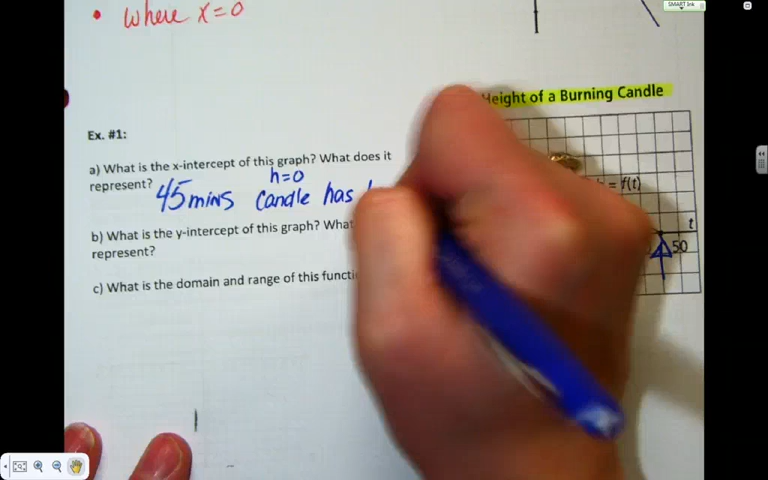 • where x=0
SMART Ink
Height of a Burning Candle
Ex. #1:
a) What is the x-intercept of this graph? What does it
represent? 45mins
h=0
candle has
= f(t)
t
50
b) What is the y-intercept of this graph? What
represent?
c) What is the domain and range of this functi